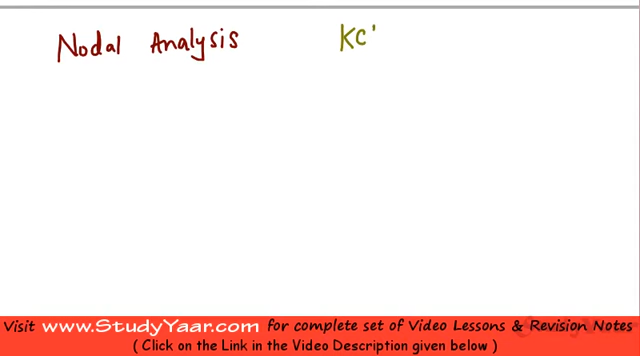 Nodal Analysis KC'
Visit www.StudyYaar.com for complete set of Video Lessons & Revision Notes
( Click on the Link in the Video Description given below )